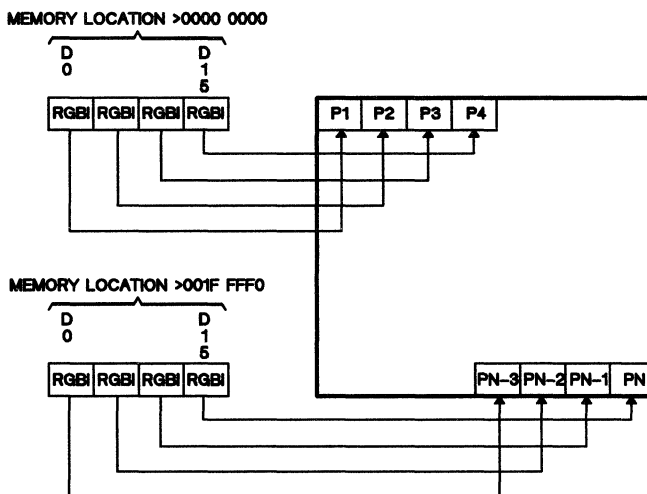 MEMORY LOCATION >0000 0000
D D
0 1
5
RGBI RGBI RGBI RGBI
P1 P2 P3 P4
MEMORY LOCATION >001F FFF0
D D
0 1
5
RGBI RGBI RGBI RGBI
PN-3 PN-2 PN-1 PN